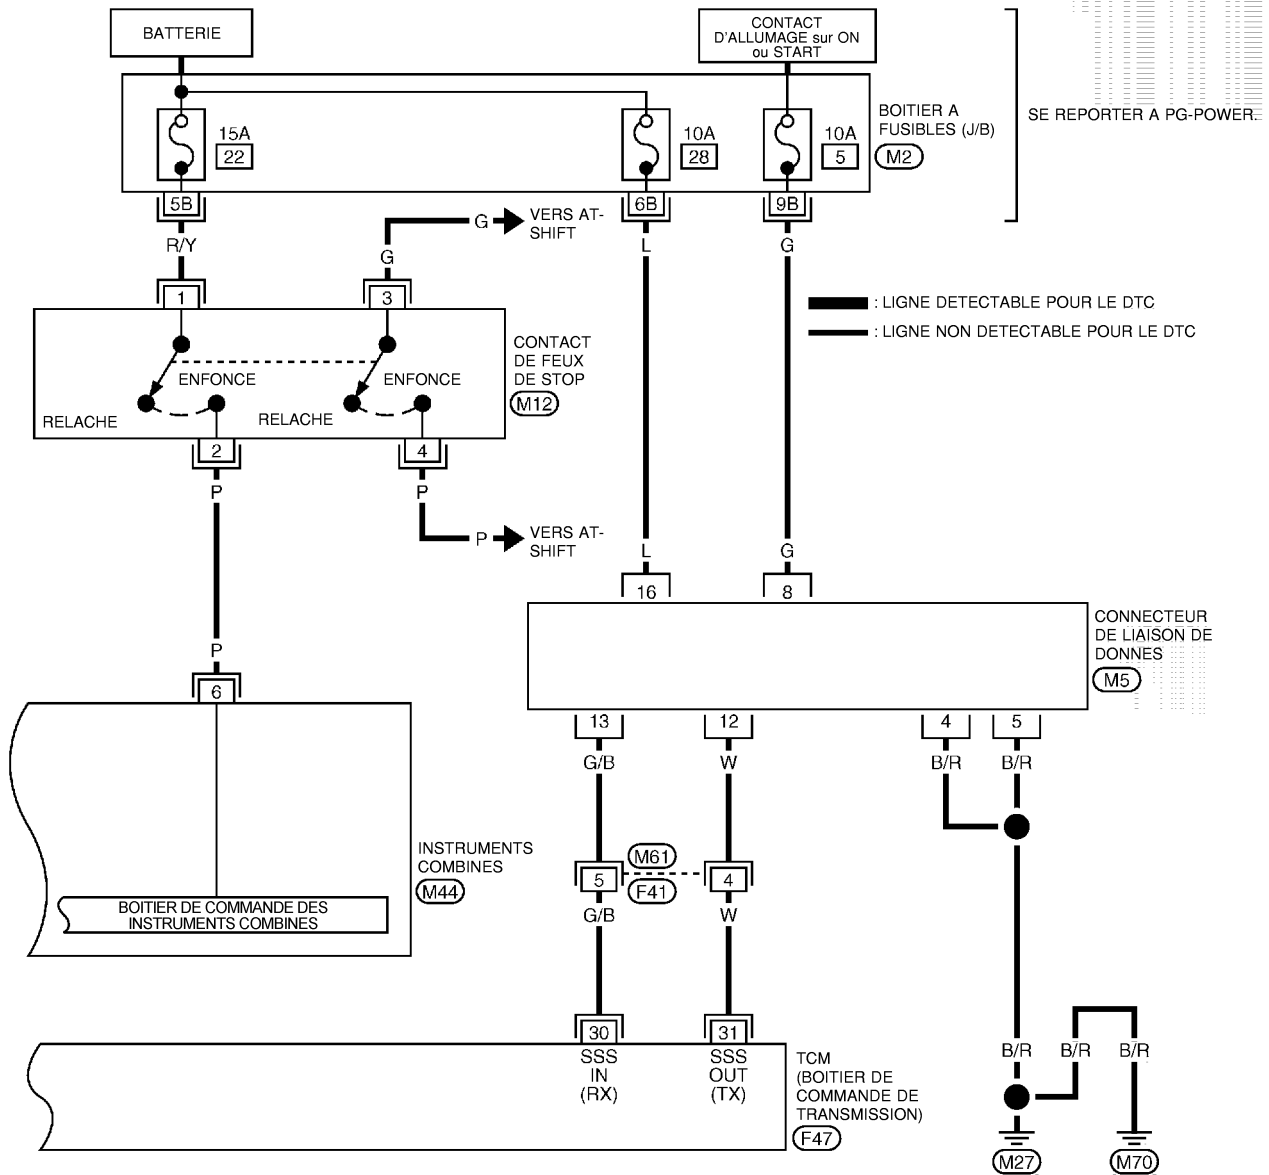 BATTERIE
CONTACT
D'ALLUMAGE sur ON
ou START
15A
22
10A
28
10A
5
BOITIER A
FUSIBLES (J/B)
M2
SE REPORTER A PG-POWER.
5B
6B
9B
R/Y
G
VERS AT-
SHIFT
G
L
G
1
3
: LIGNE DETECTABLE POUR LE DTC
: LIGNE NON DETECTABLE POUR LE DTC
ENFONCE
ENFONCE
RELACHE
RELACHE
CONTACT
DE FEUX
DE STOP
M12
2
4
P
P
P
VERS AT-
SHIFT
L
G
16
8
P
6
CONNECTEUR
DE LIAISON DE
DONNES
M5
13
12
4
5
G/B
W
B/R
B/R
INSTRUMENTS
COMBINES
M44
BOITIER DE COMMANDE DES
INSTRUMENTS COMBINES
M61
5
4
F41
G/B
W
30
31
SSS
IN
(RX)
SSS
OUT
(TX)
TCM
(BOITIER DE
COMMANDE DE
TRANSMISSION)
F47
B/R
B/R
B/R
M27
M70